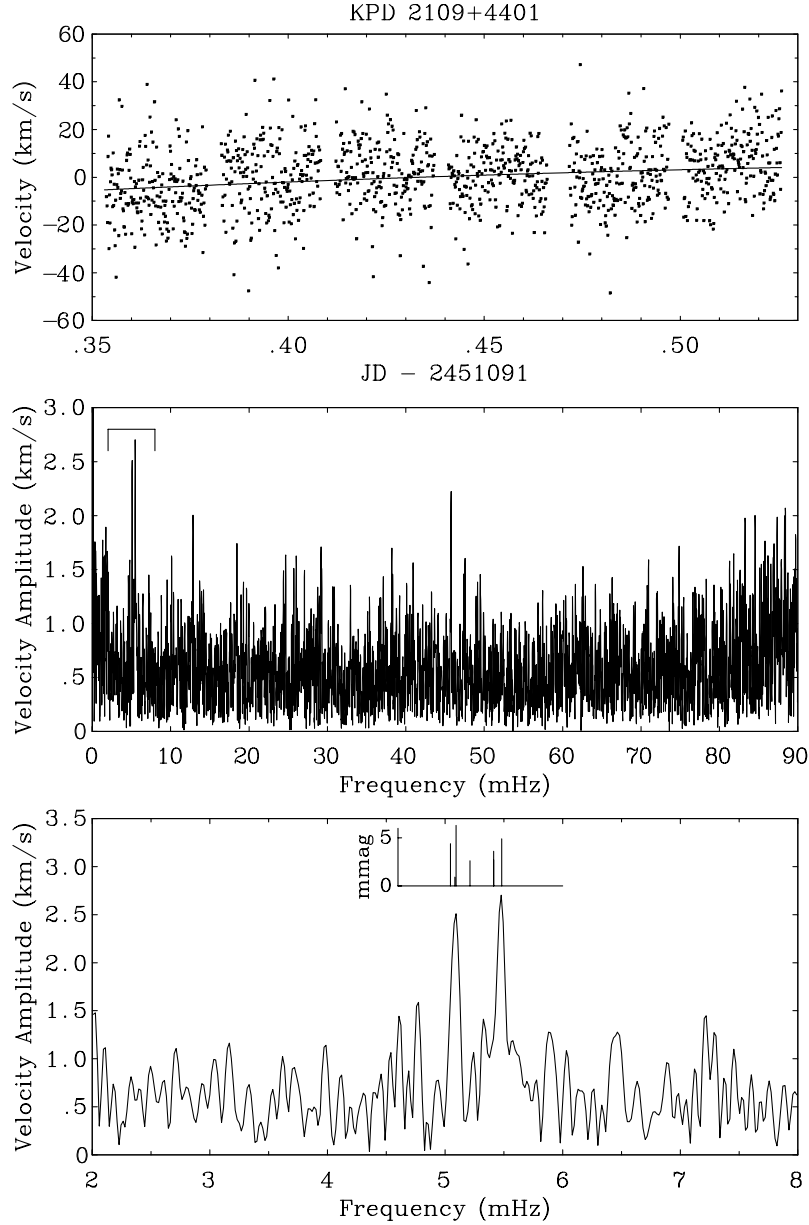 KPD 2109+4401
Velocity (km/s)
60
40
20
0
−20
−40
−60
.35 .40 .45 .50
JD − 2451091
Velocity Amplitude (km/s)
3.0
2.5
2.0
1.5
1.0
.5
0
0 10 20 30 40 50 60 70 80 90
Frequency (mHz)
Velocity Amplitude (km/s)
3.5
3.0
2.5
2.0
1.5
1.0
.5
0
mmag
5
0
2 3 4 5 6 7 8
Frequency (mHz)